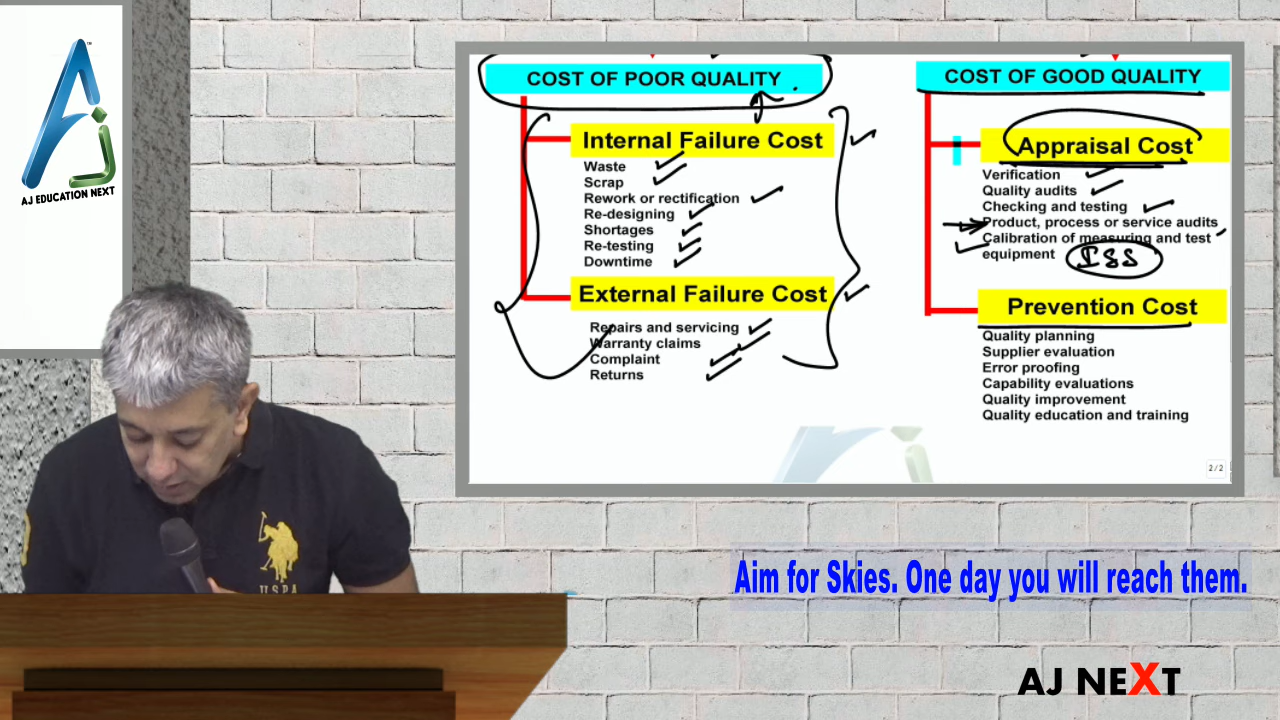 AJ EDUCATION NEXT
COST OF POOR QUALITY
Internal Failure Cost
Waste
Scrap
Rework or rectification
Re-designing
Shortages
Re-testing
Downtime
External Failure Cost
Repairs and servicing
Warranty claims
Complaint
Returns
COST OF GOOD QUALITY
Appraisal Cost
Verification
Quality audits
Checking and testing
Product, process or service audits
Calibration of measuring and test
equipment
Prevention Cost
Quality planning
Supplier evaluation
Error proofing
Capability evaluations
Quality improvement
Quality education and training
2/2
USPA
Aim for Skies. One day you will reach them.
AJ NEXT